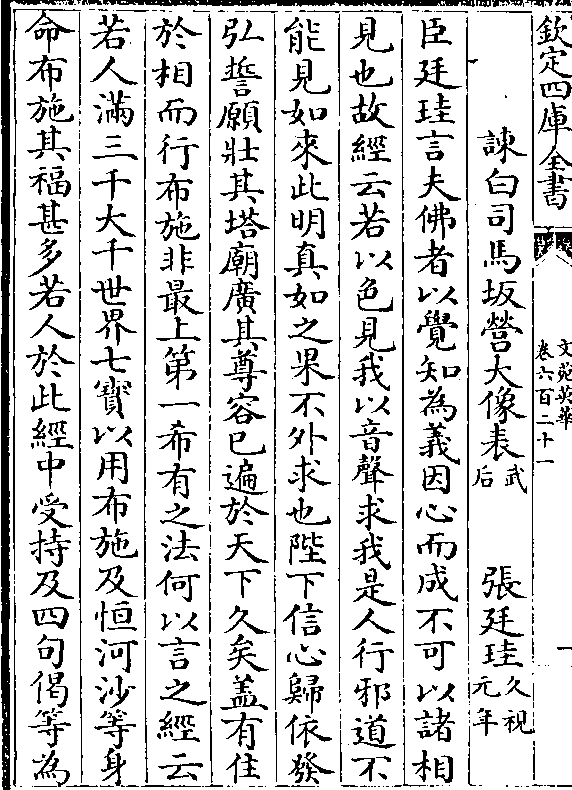 欽定四庫全書
文苑英華
卷六百二十一
一
諫白司馬坂營大像表武后 張廷珪久視元年
臣廷珪言夫佛者以覺知為義因心而成不可以諸相
見也故經云若以色見我以音聲求我是人行邪道不
能見如來此明真如之果不外求也陛下信心歸依發
弘誓願壯其塔廟廣其尊容已遍於天下久矣蓋有住
於相而行布施非最上第一希有之法何以言之經云
若人滿三千大千世界七寶以用布施及恒河沙等身
命布施其福甚多若人於此經中受持及四句偈等為